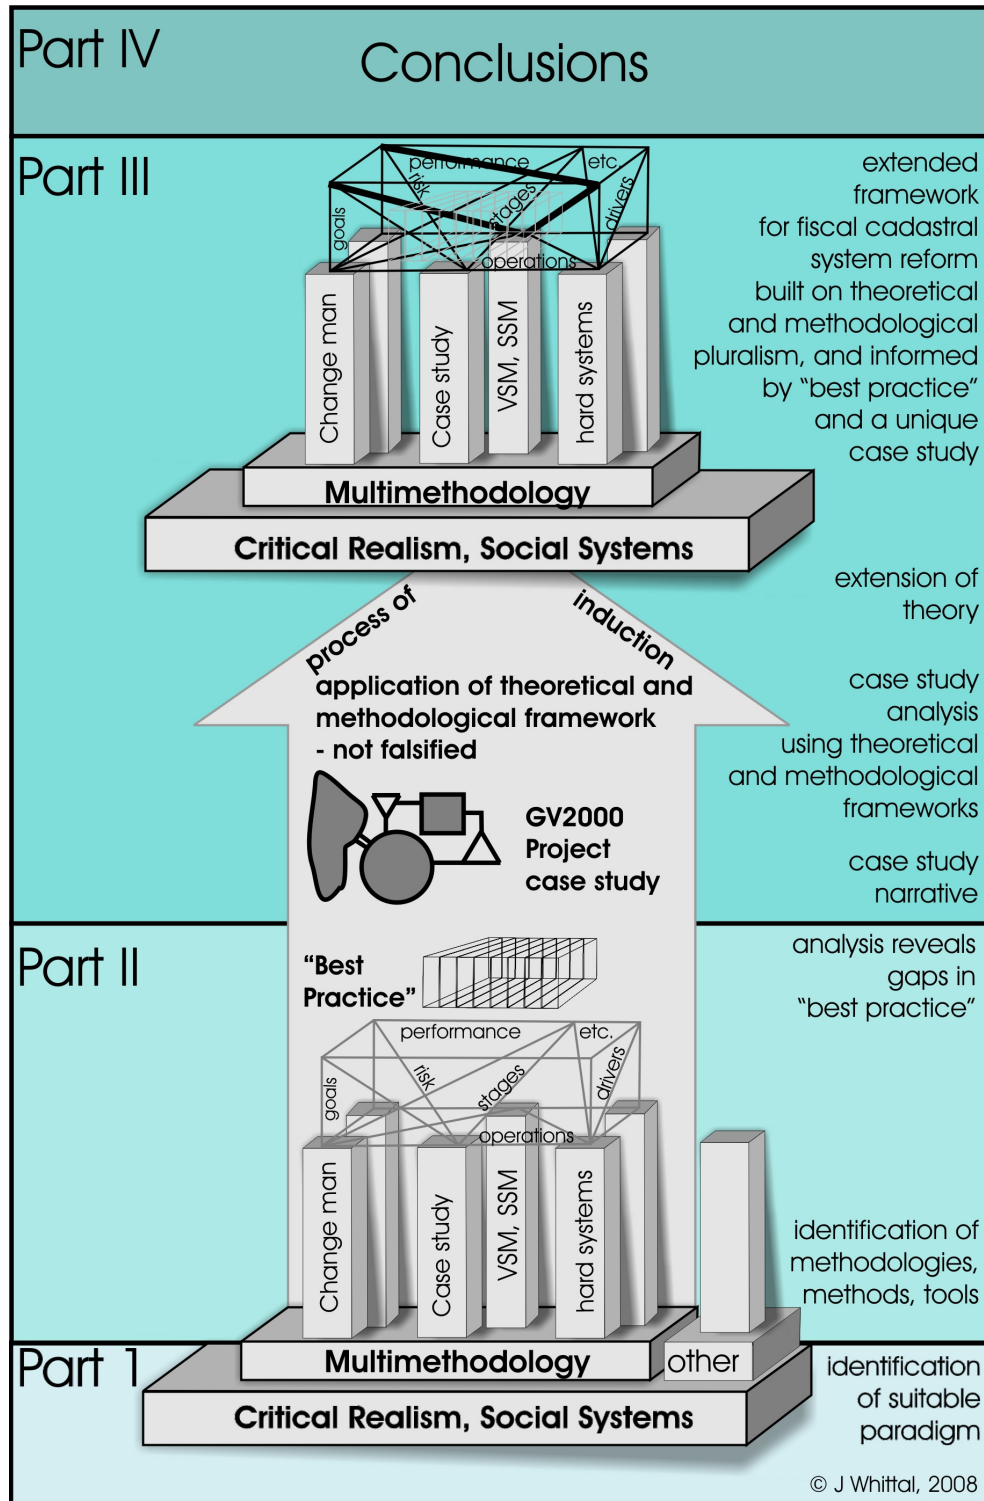 Part IV
Conclusions
Part III
performance
etc.
risk
stages
drivers
goals
operations
Change man
Case study
VSM, SSM
hard systems
Multimethodology
Critical Realism, Social Systems
extended
framework
for fiscal cadastral
system reform
built on theoretical
and methodological
pluralism, and informed
by “best practice”
and a unique
case study
extension of
theory
process of
induction
application of theoretical and
methodological framework
- not falsified
case study
analysis
using theoretical
and methodological
frameworks
GV2000
Project
case study
case study
narrative
Part II
“Best
Practice”
analysis reveals
gaps in
“best practice”
performance
etc.
risk
stages
drivers
goals
operations
Change man
Case study
VSM, SSM
hard systems
identification of
methodologies,
methods, tools
Part 1
Multimethodology
other
Critical Realism, Social Systems
identification
of suitable
paradigm
© J Whittal, 2008